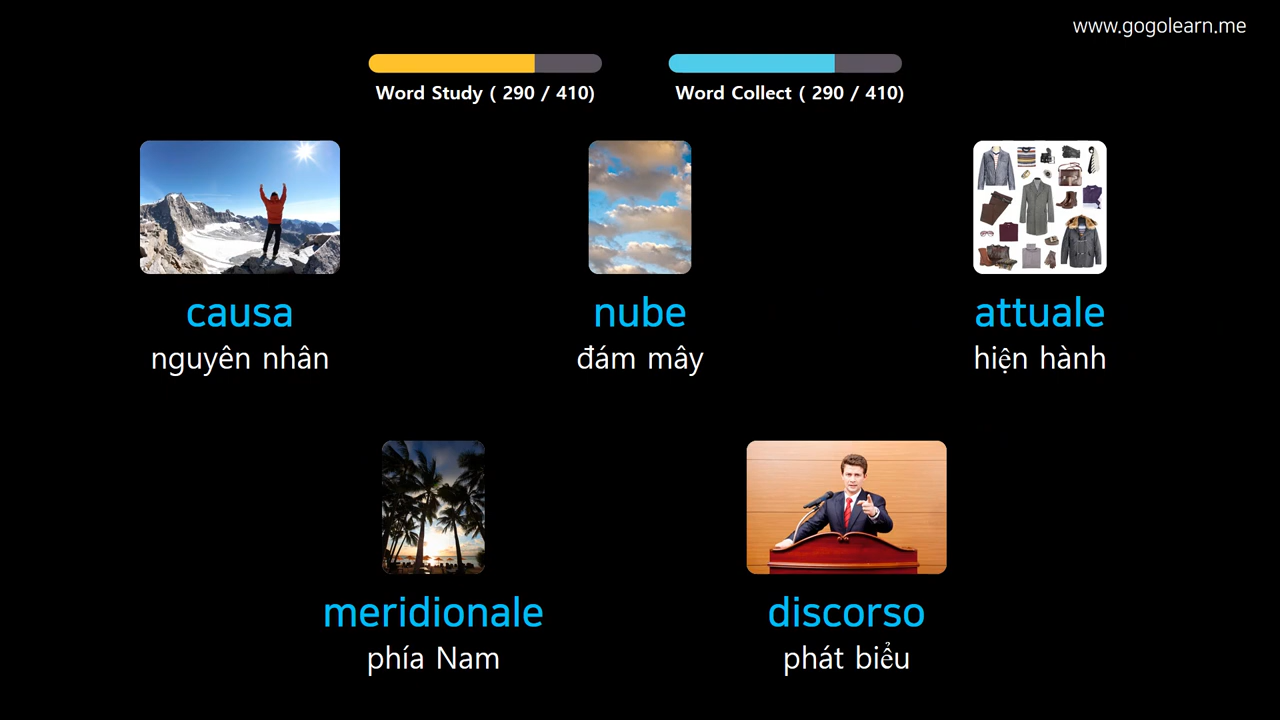 www.gogolearn.me
Word Study ( 290 / 410)
Word Collect ( 290 / 410)
causa
nguyên nhân
nube
đám mây
attuale
hiện hành
meridionale
phía Nam
discorso
phát biểu